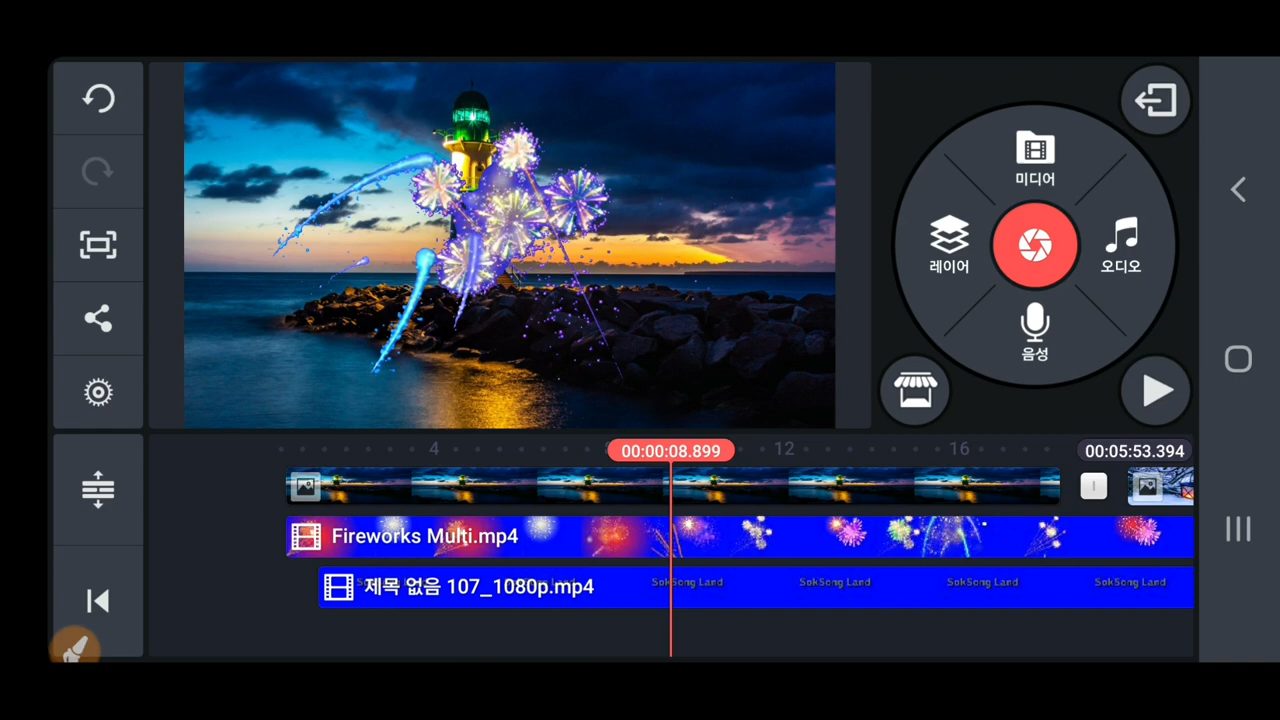 미디어
레이어
오디오
음성
4
00:00:08.899
12
16
00:05:53.394
Fireworks Multi.mp4
제목 없음 107_1080p.mp4
SokSong Land
SokSong Land
SokSong Land
SokSong Land